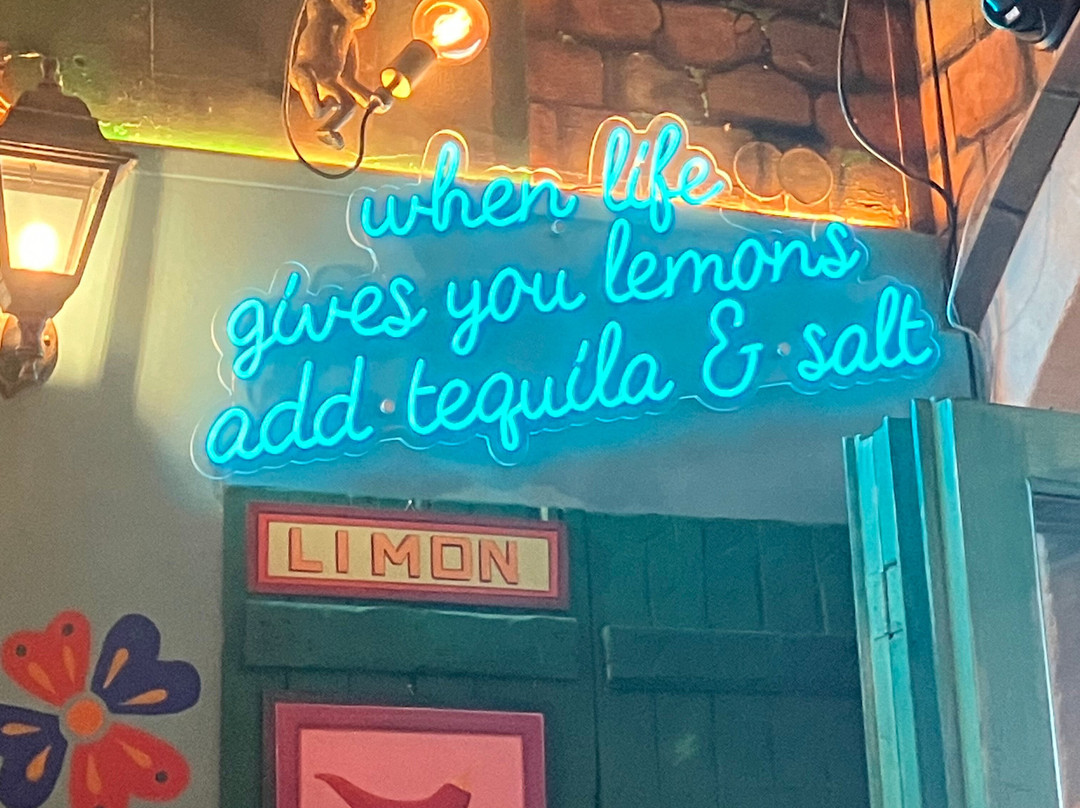 when life
gives you lemons
add tequila & salt
LIMON